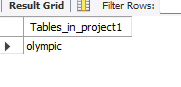 Result Grid Filter Rows:
Tables_in_project1
olympic